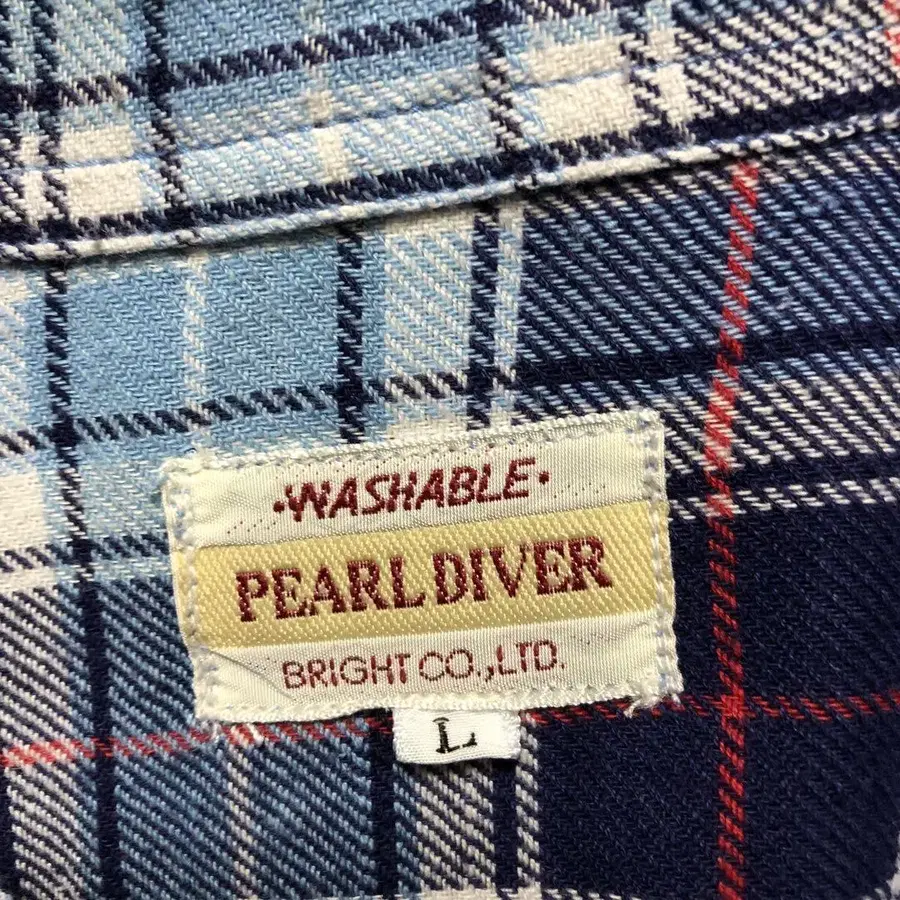 ·WASHABLE·
PEARL DIVER
BRIGHT CO.,LTD.
L